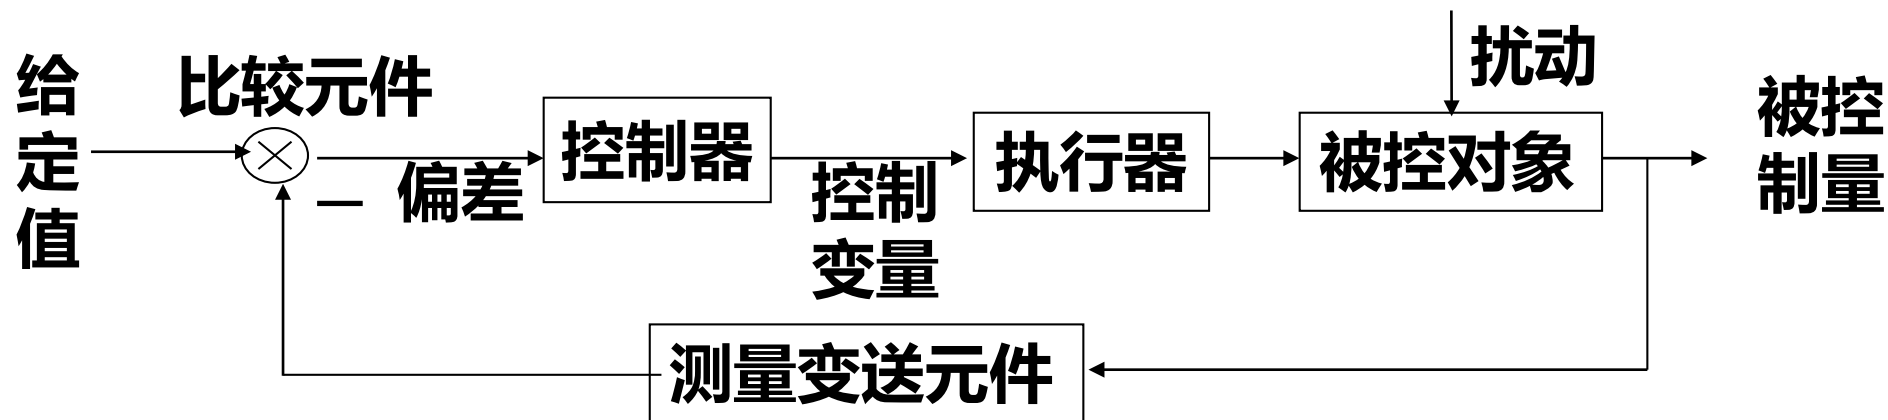 给
定
值
比较元件
偏差
控制器
控制
变量
执行器
被控对象
扰动
被控
制量
测量变送元件